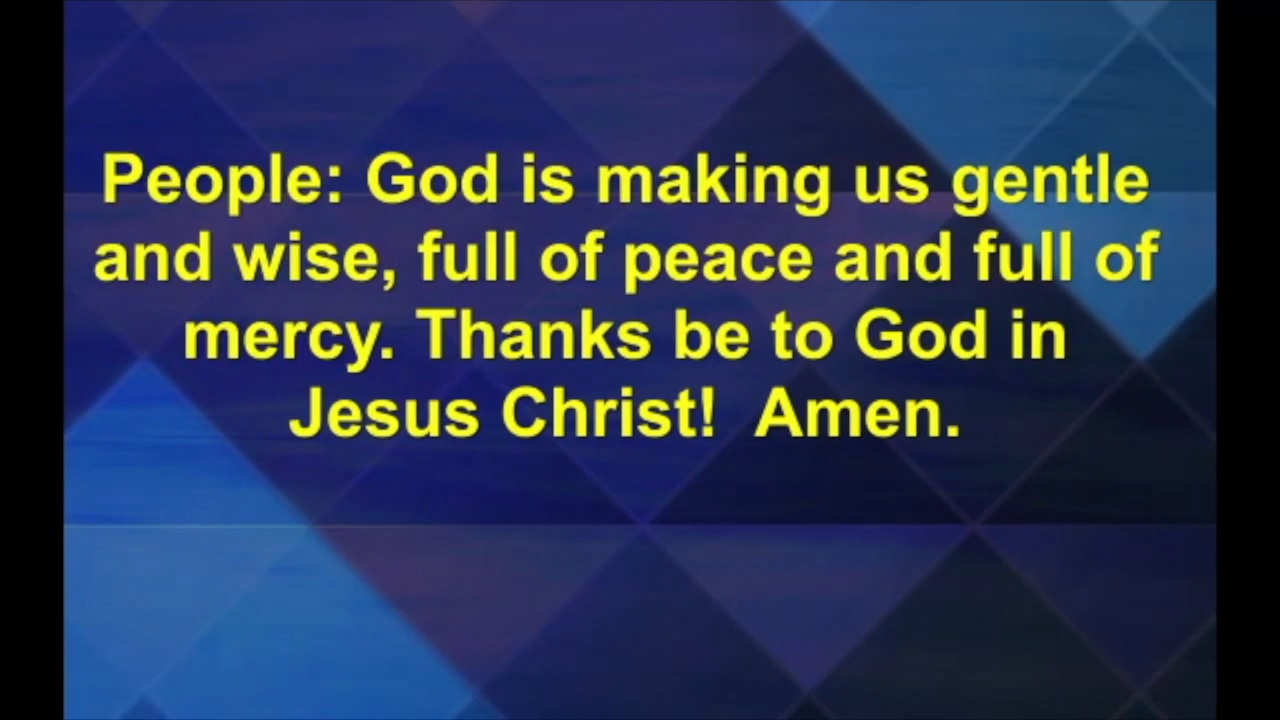 People: God is making us gentle
and wise, full of peace and full of
mercy. Thanks be to God in
Jesus Christ!  Amen.